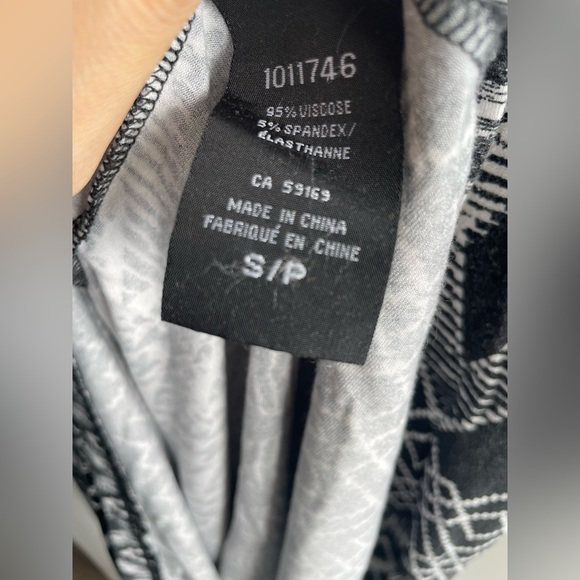 1011746
95% VISCOSE
5% SPANDEX/
ÉLASTHANNE
CA 59169
MADE IN CHINA
FABRIQUÉ EN CHINE
S/P